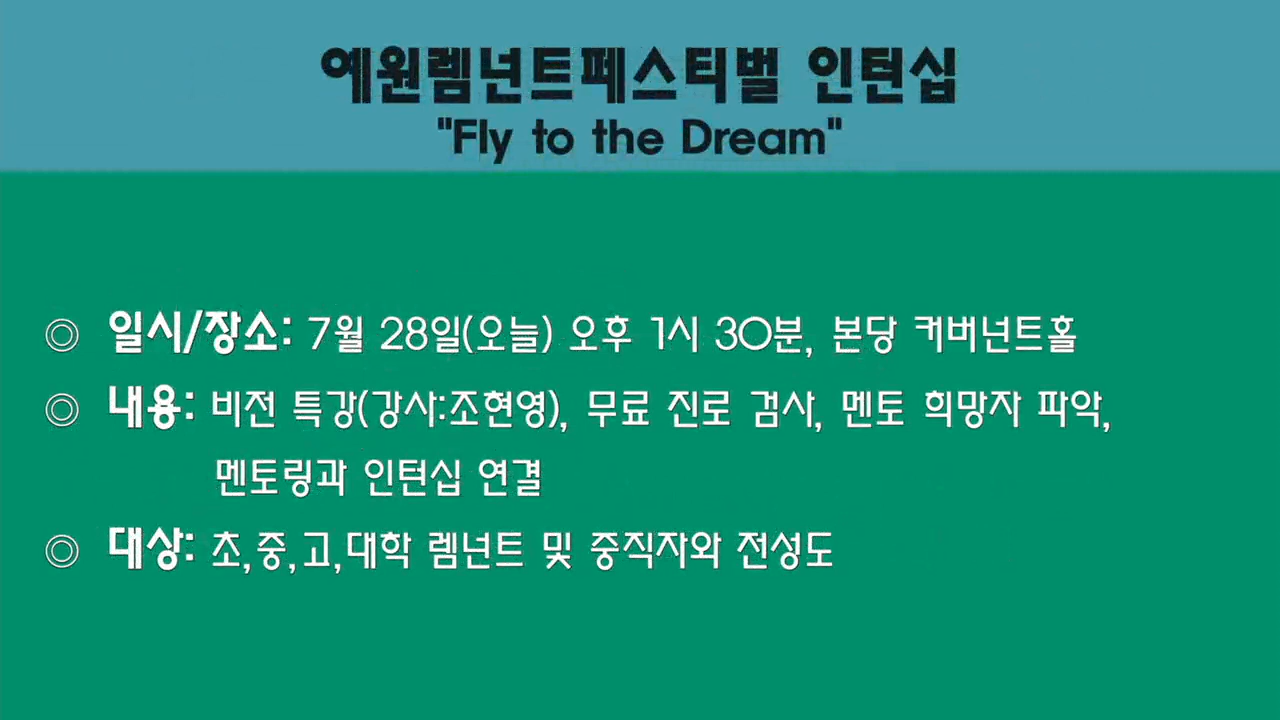 예원렘넌트페스티벌 인턴십
"Fly to the Dream"
◎ 일시/장소: 7월 28일(오늘) 오후 1시 30분, 본당 커버넌트홀
◎ 내용: 비전 특강(강사:조현영), 무료 진로 검사, 멘토 희망자 파악,
멘토링과 인턴십 연결
◎ 대상: 초,중,고,대학 렘넌트 및 중직자와 전성도